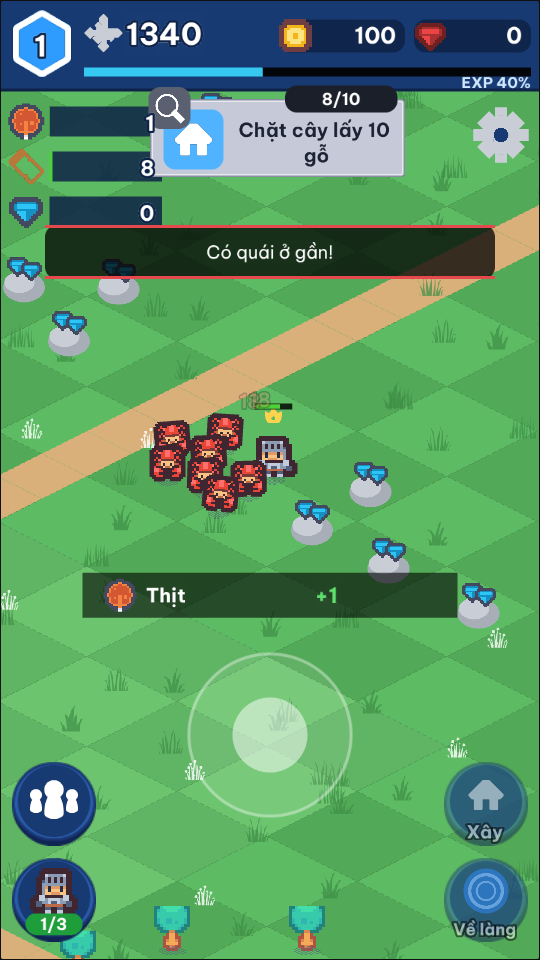 1
1340
100
0
EXP 40%
8/10
1
Chặt cây lấy 10
gỗ
8
0
Có quái ở gần!
Thịt +1
Xây
1/3
Về làng